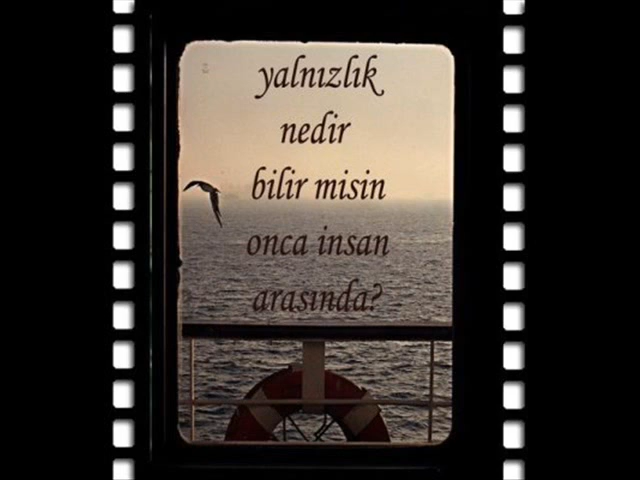 yalnızlık
nedir
bilir misin
onca insan
arasında?